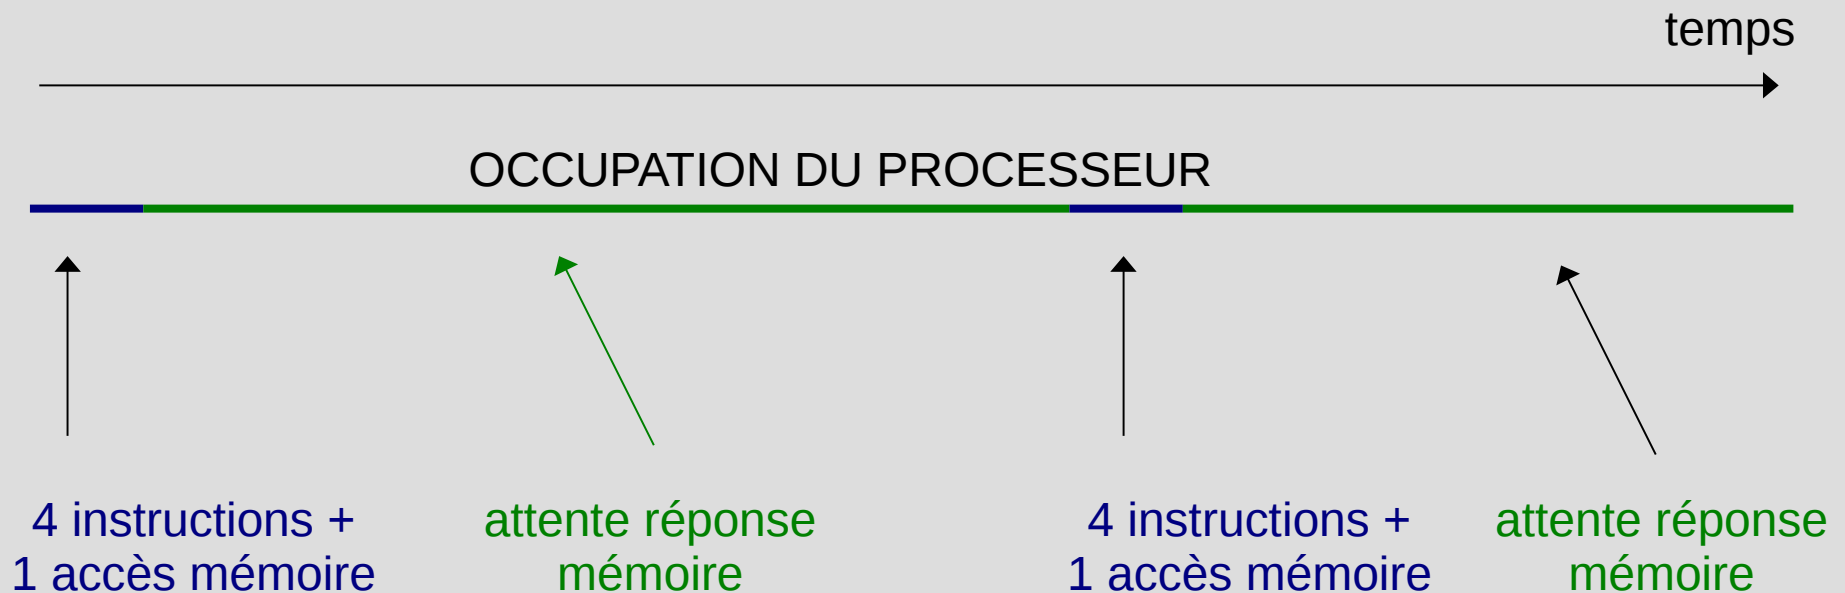 temps
OCCUPATION DU PROCESSEUR
4 instructions +
1 accès mémoire
attente réponse
mémoire
4 instructions +
1 accès mémoire
attente réponse
mémoire